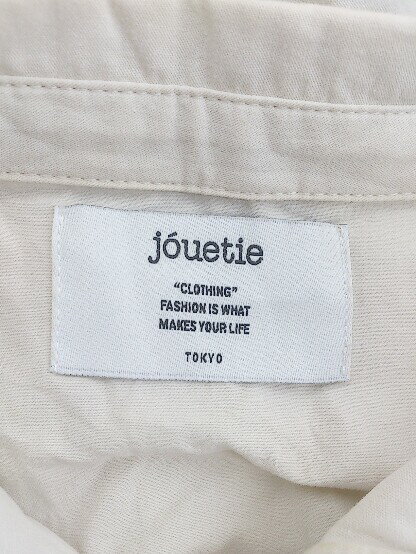 jóuetie
“CLOTHING”
FASHION IS WHAT
MAKES YOUR LIFE
TOKYO